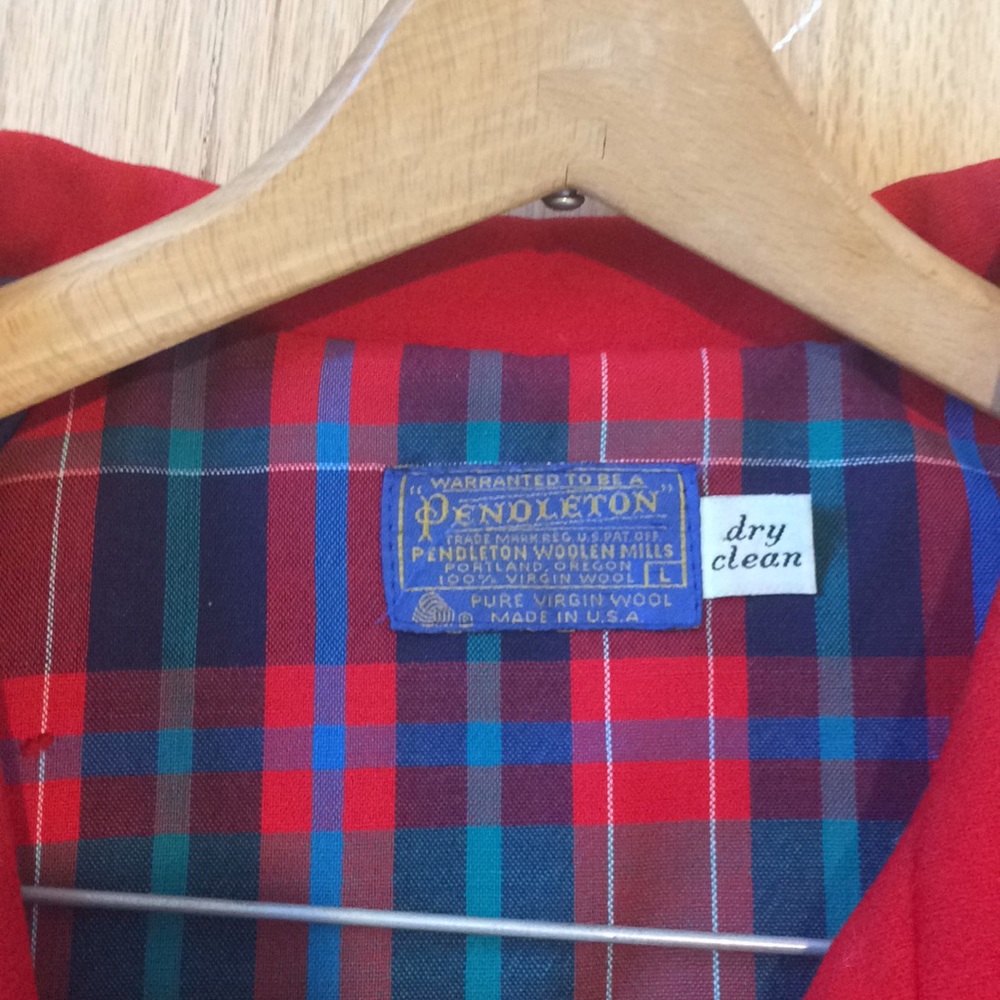 WARRANTED TO BE A
"PENDLETON"
TRADE MARK REG. U.S. PAT. OFF.
PENDLETON WOOLEN MILLS
PORTLAND, OREGON
100% VIRGIN WOOL L
PURE VIRGIN WOOL
MADE IN U.S.A.
dry
clean